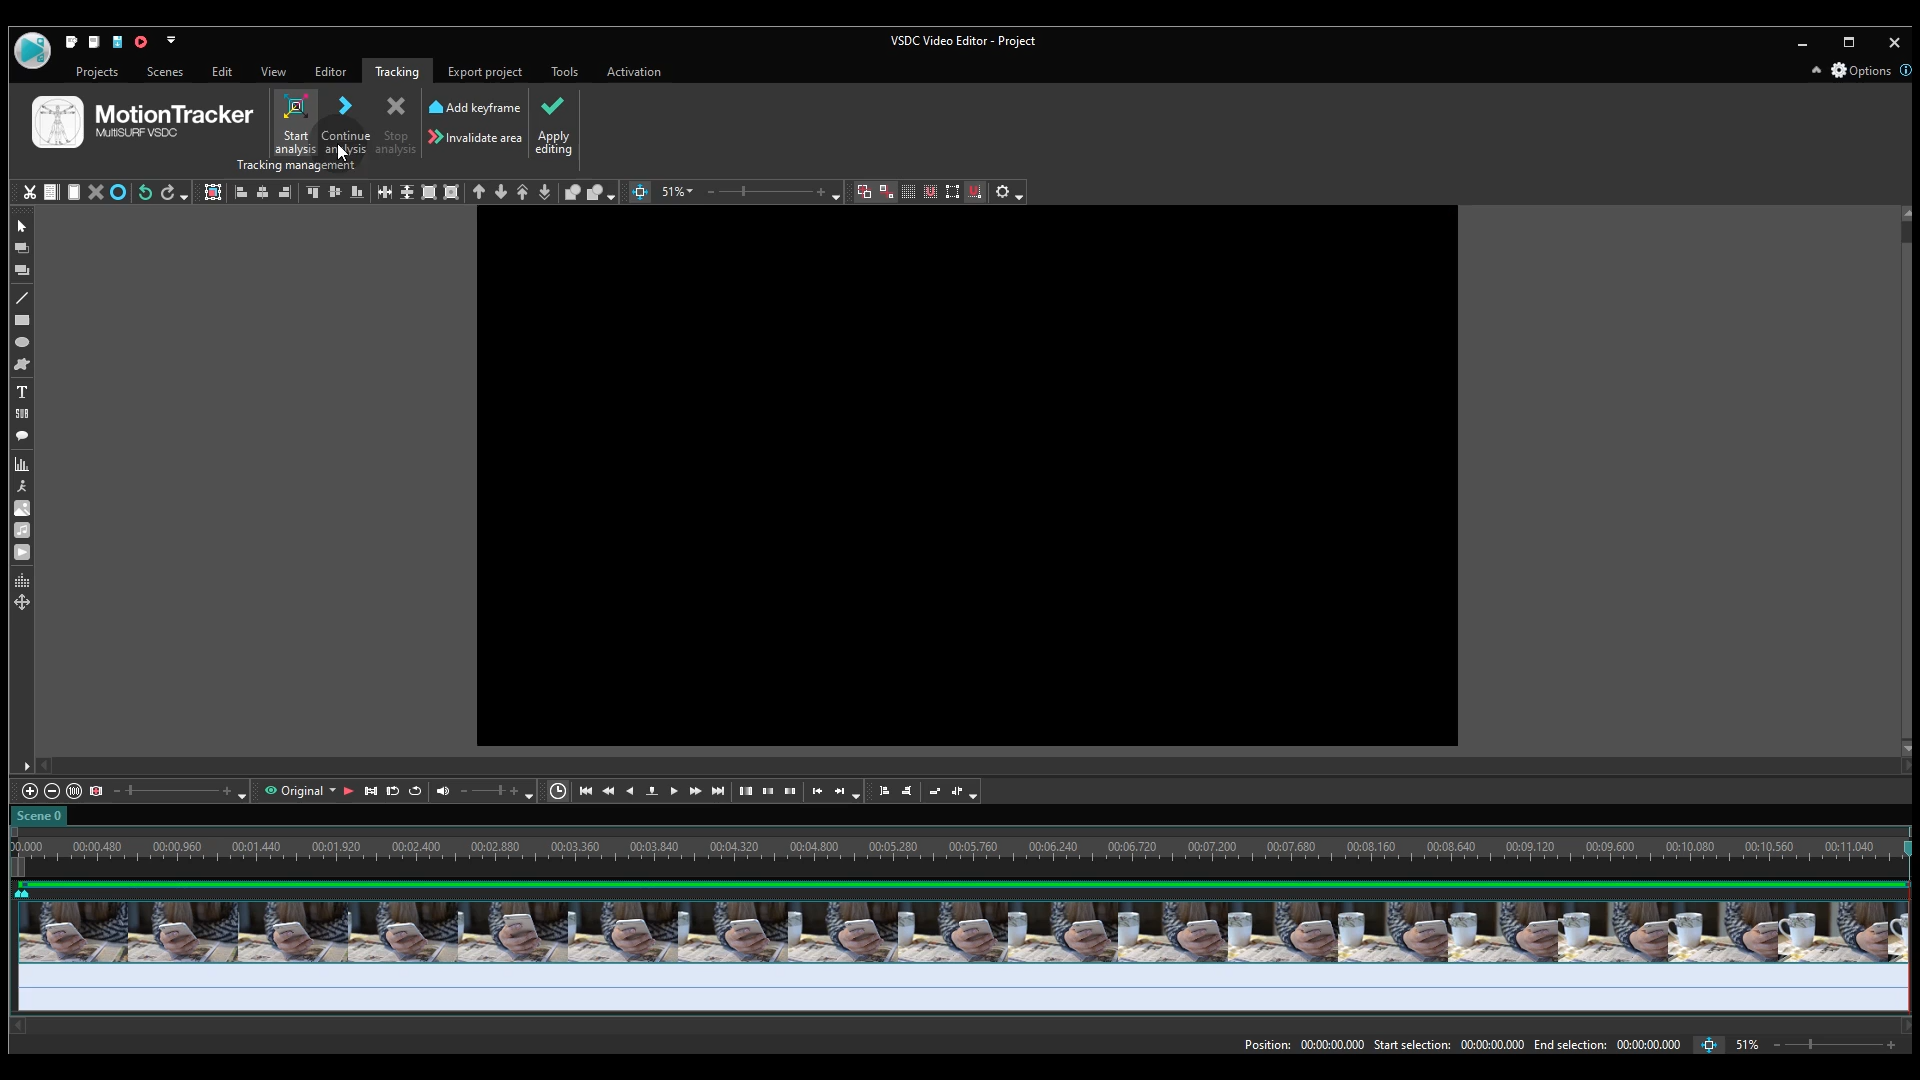 VSDC Video Editor - Project
Projects
Scenes
Edit
View
Editor
Tracking
Export project
Tools
Activation
Options
MotionTracker
MultiSURF VSDC
Start analysis
Continue analysis
Stop analysis
Add keyframe
Invalidate area
Apply editing
Tracking management
51%
T
SUB
100
Original
Scene 0
00.000 00:00.480 00:00.960 00:01.440 00:01.920 00:02.400 00:02.880 00:03.360 00:03.840 00:04.320 00:04.800 00:05.280 00:05.760 00:06.240 00:06.720 00:07.200 00:07.680 00:08.160 00:08.640 00:09.120 00:09.600 00:10.080 00:10.560 00:11.040
Position: 00:00:00.000 Start selection: 00:00:00.000 End selection: 00:00:00.000 51%